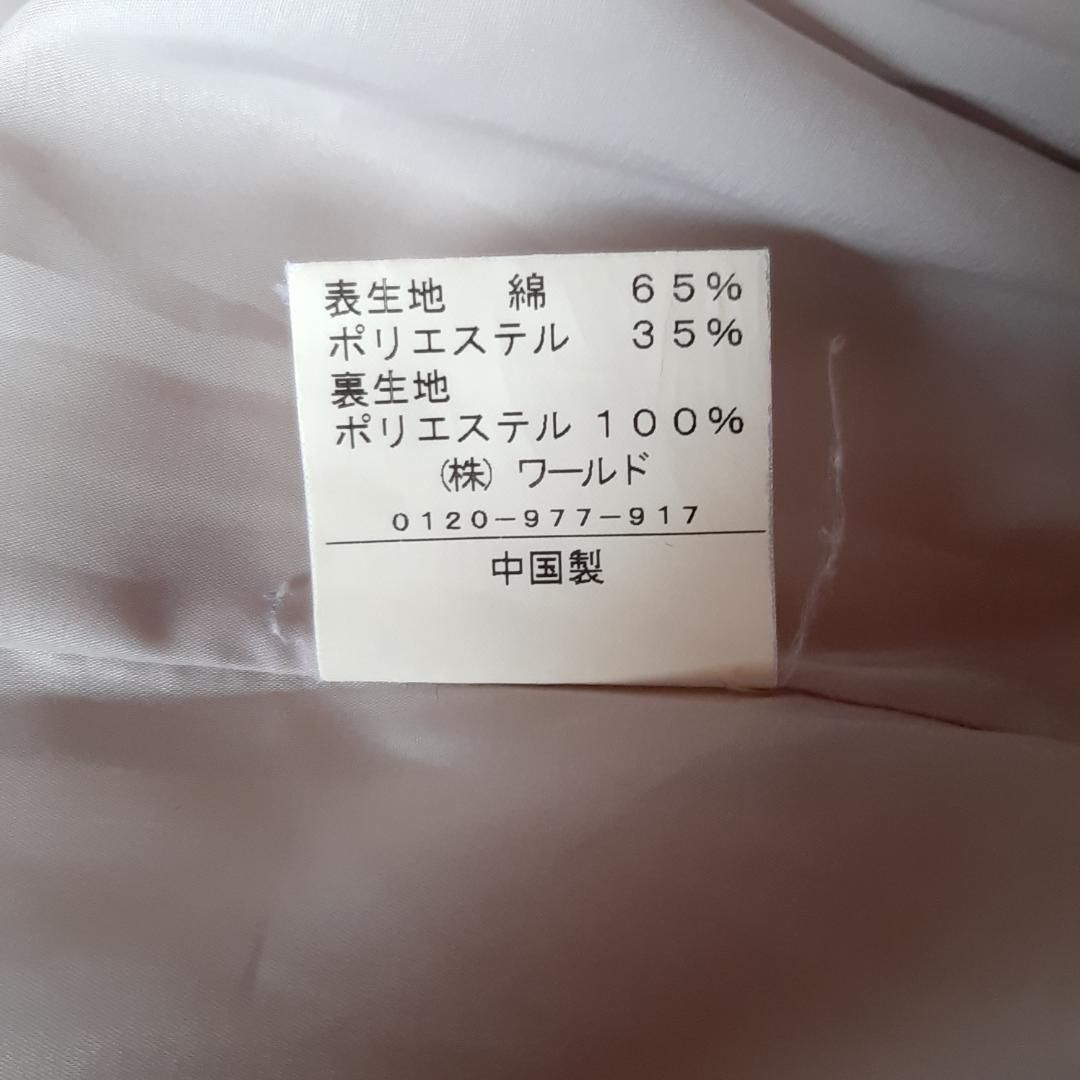 表生地 綿 65%
ポリエステル 35%
裏生地
ポリエステル 100%
(株) ワールド
0120-977-917
中国製